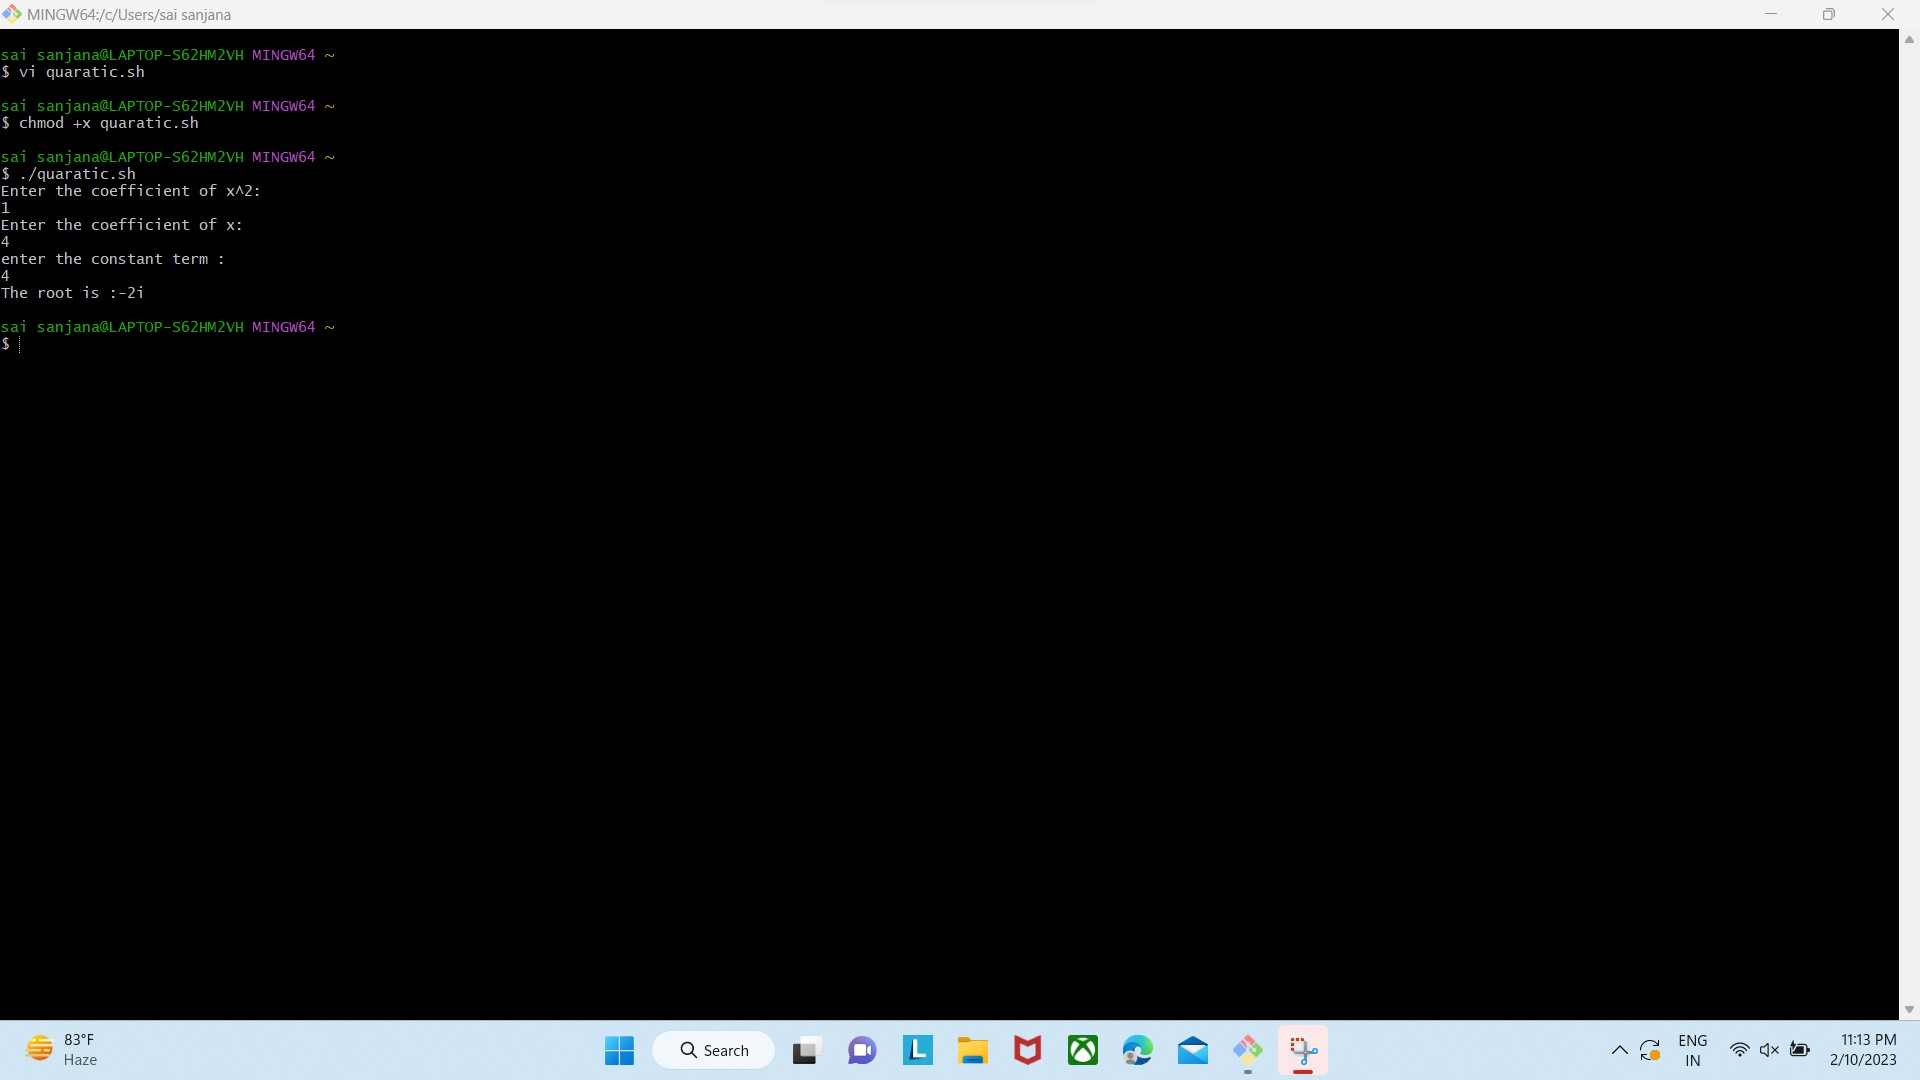 MINGW64:/c/Users/sai sanjana
sai sanjana@LAPTOP-S62HM2VH MINGW64 ~
$ vi quaratic.sh
sai sanjana@LAPTOP-S62HM2VH MINGW64 ~
$ chmod +x quaratic.sh
sai sanjana@LAPTOP-S62HM2VH MINGW64 ~
$ ./quaratic.sh
Enter the coefficient of x^2:
1
Enter the coefficient of x:
4
enter the constant term :
4
The root is :-2i
sai sanjana@LAPTOP-S62HM2VH MINGW64 ~
$
83°F
Haze
Search
L
ENG
IN
11:13 PM
2/10/2023